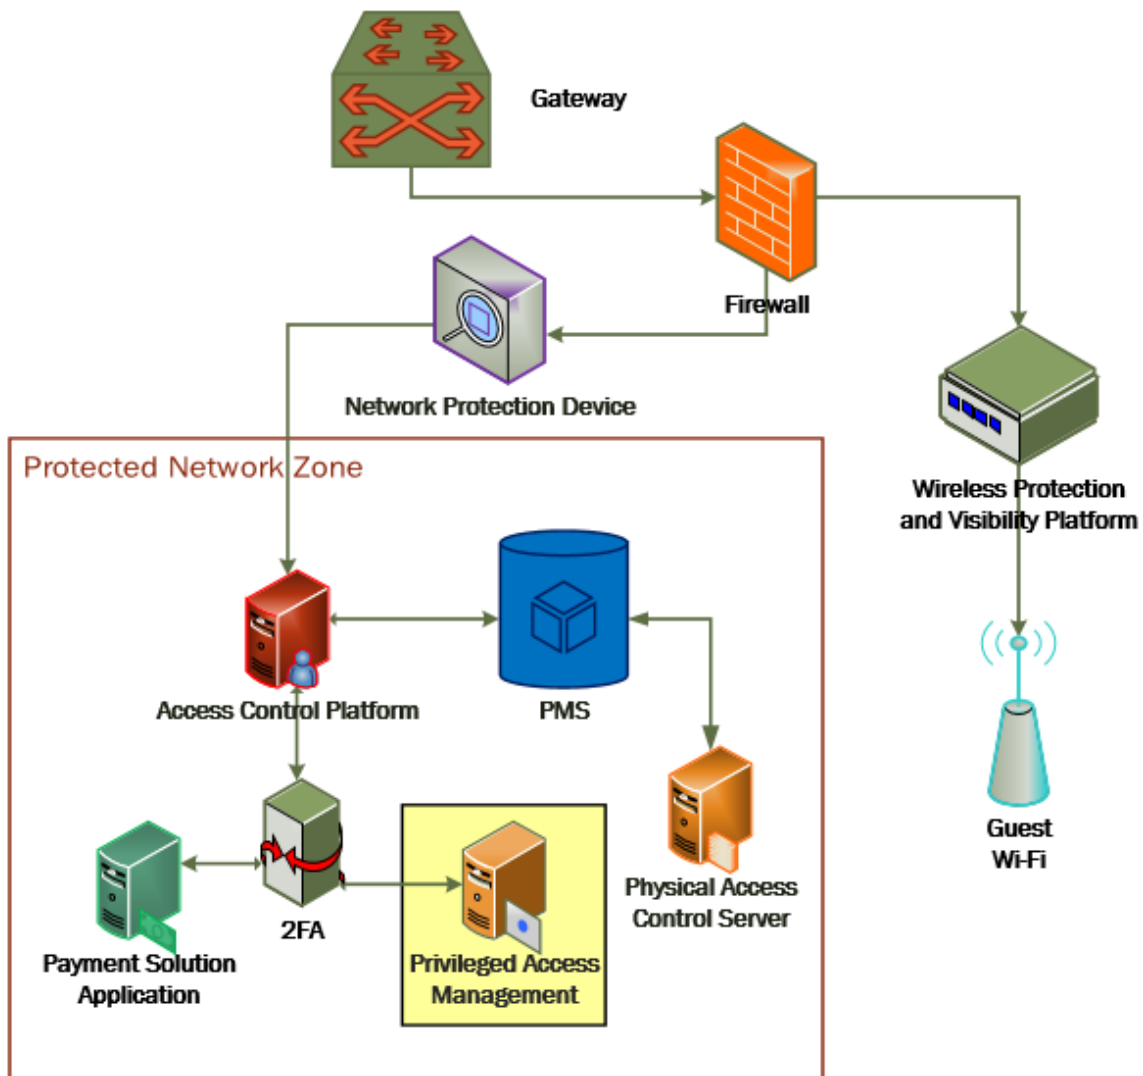 Gateway
Firewall
Network Protection Device
Protected Network Zone
Wireless Protection
and Visibility Platform
Access Control Platform
PMS
Guest
Wi-Fi
Physical Access
Control Server
2FA
Payment Solution
Application
Privileged Access
Management